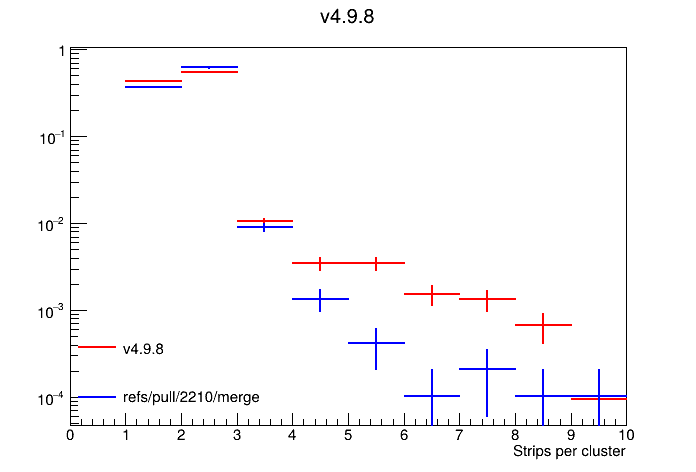 v4.9.8
1
10⁻¹
10⁻²
10⁻³
10⁻⁴
v4.9.8
refs/pull/2210/merge
0 1 2 3 4 5 6 7 8 9 10
Strips per cluster